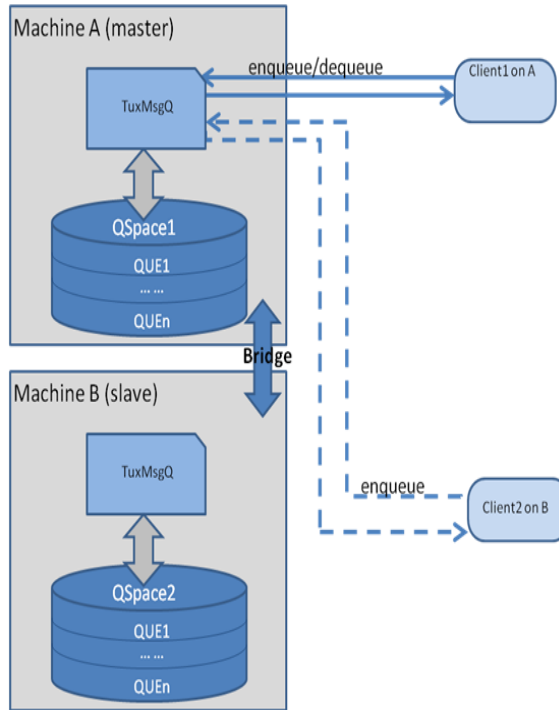 Machine A (master)
enqueue/dequeue
Client1 on A
TuxMsgQ
QSpace1
QUE1
... ...
QUEn
Bridge
Machine B (slave)
TuxMsgQ
enqueue
Client2 on B
QSpace2
QUE1
... ...
QUEn